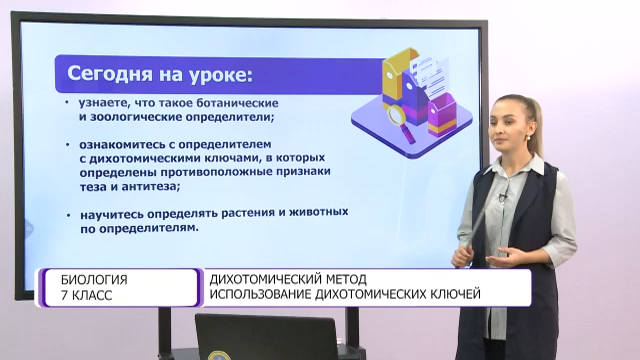 Сегодня на уроке:
• узнаете, что такое ботанические
и зоологические определители;
• ознакомитесь с определителем
с дихотомическими ключами, в которых
определены противоположные признаки
теза и антитеза;
• научитесь определять растения и животных
по определителям.
БИОЛОГИЯ
7 КЛАСС
ДИХОТОМИЧЕСКИЙ МЕТОД
ИСПОЛЬЗОВАНИЕ ДИХОТОМИЧЕСКИХ КЛЮЧЕЙ